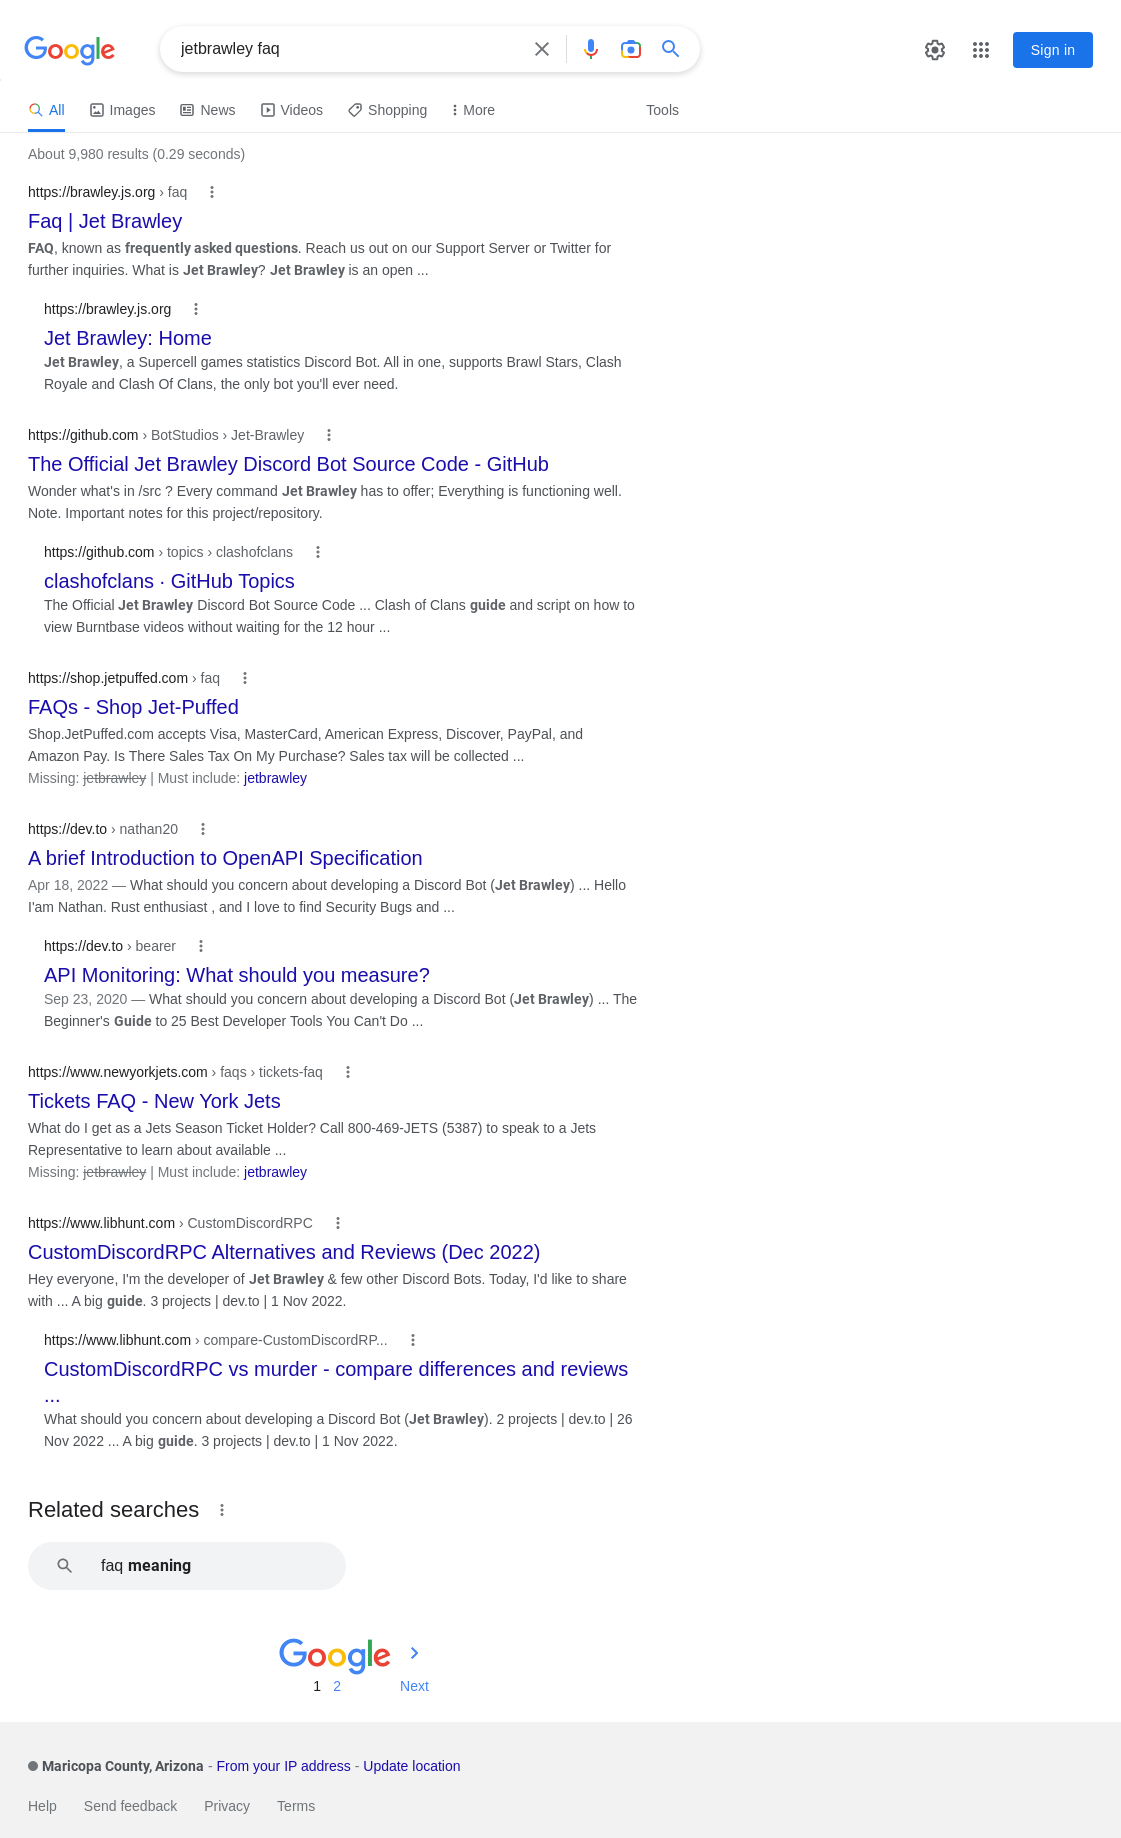 Google
jetbrawley faq
Sign in
All
Images
News
Videos
Shopping
More
Tools
About 9,980 results (0.29 seconds)
https://brawley.js.org › faq
Faq | Jet Brawley
FAQ, known as frequently asked questions. Reach us out on our Support Server or Twitter for
further inquiries. What is Jet Brawley? Jet Brawley is an open ...
https://brawley.js.org
Jet Brawley: Home
Jet Brawley, a Supercell games statistics Discord Bot. All in one, supports Brawl Stars, Clash
Royale and Clash Of Clans, the only bot you'll ever need.
https://github.com › BotStudios › Jet-Brawley
The Official Jet Brawley Discord Bot Source Code - GitHub
Wonder what's in /src ? Every command Jet Brawley has to offer; Everything is functioning well.
Note. Important notes for this project/repository.
https://github.com › topics › clashofclans
clashofclans · GitHub Topics
The Official Jet Brawley Discord Bot Source Code ... Clash of Clans guide and script on how to
view Burntbase videos without waiting for the 12 hour ...
https://shop.jetpuffed.com › faq
FAQs - Shop Jet-Puffed
Shop.JetPuffed.com accepts Visa, MasterCard, American Express, Discover, PayPal, and
Amazon Pay. Is There Sales Tax On My Purchase? Sales tax will be collected ...
Missing: jetbrawley | Must include: jetbrawley
https://dev.to › nathan20
A brief Introduction to OpenAPI Specification
Apr 18, 2022 — What should you concern about developing a Discord Bot (Jet Brawley) ... Hello
I'am Nathan. Rust enthusiast , and I love to find Security Bugs and ...
https://dev.to › bearer
API Monitoring: What should you measure?
Sep 23, 2020 — What should you concern about developing a Discord Bot (Jet Brawley) ... The
Beginner's Guide to 25 Best Developer Tools You Can't Do ...
https://www.newyorkjets.com › faqs › tickets-faq
Tickets FAQ - New York Jets
What do I get as a Jets Season Ticket Holder? Call 800-469-JETS (5387) to speak to a Jets
Representative to learn about available ...
Missing: jetbrawley | Must include: jetbrawley
https://www.libhunt.com › CustomDiscordRPC
CustomDiscordRPC Alternatives and Reviews (Dec 2022)
Hey everyone, I'm the developer of Jet Brawley & few other Discord Bots. Today, I'd like to share
with ... A big guide. 3 projects | dev.to | 1 Nov 2022.
https://www.libhunt.com › compare-CustomDiscordRP...
CustomDiscordRPC vs murder - compare differences and reviews
...
What should you concern about developing a Discord Bot (Jet Brawley). 2 projects | dev.to | 26
Nov 2022 ... A big guide. 3 projects | dev.to | 1 Nov 2022.
Related searches
faq meaning
Google
1 2 Next
Maricopa County, Arizona - From your IP address - Update location
Help Send feedback Privacy Terms